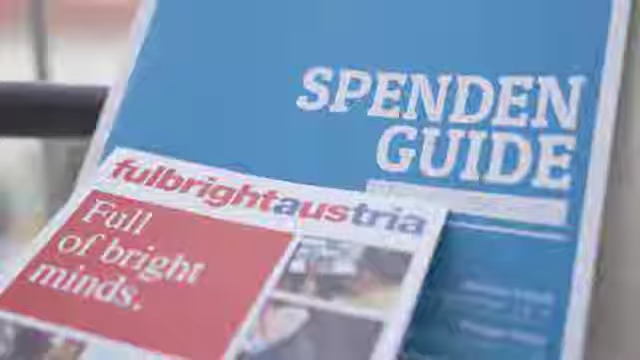 SPENDEN
GUIDE
fulbrightaustria
Full
of bright
minds.